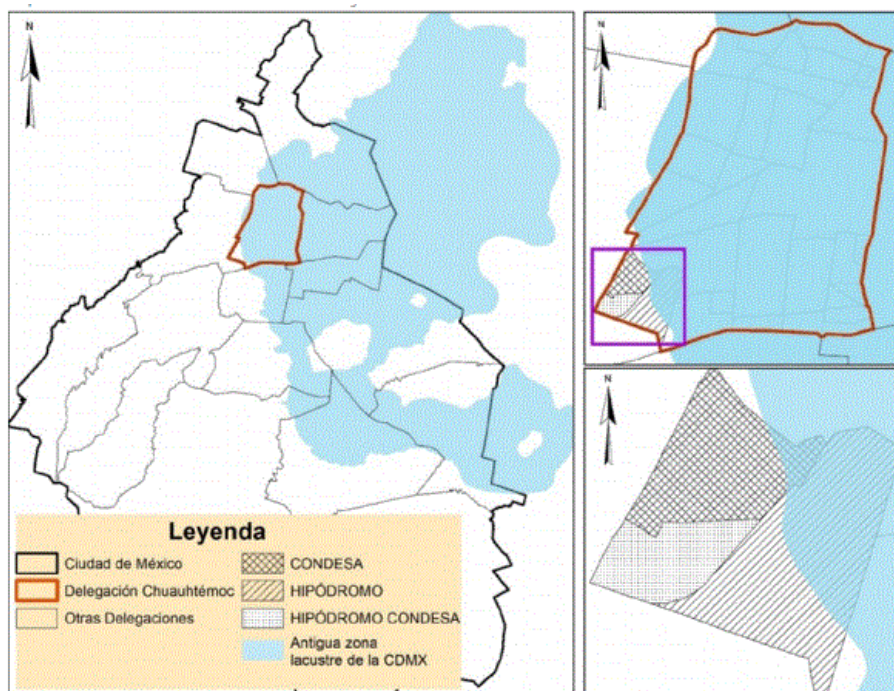 N
N
N
Leyenda
Ciudad de México
Delegación Chuauhtémoc
Otras Delegaciones
CONDESA
HIPÓDROMO
HIPÓDROMO CONDESA
Antigua zona
lacustre de la CDMX